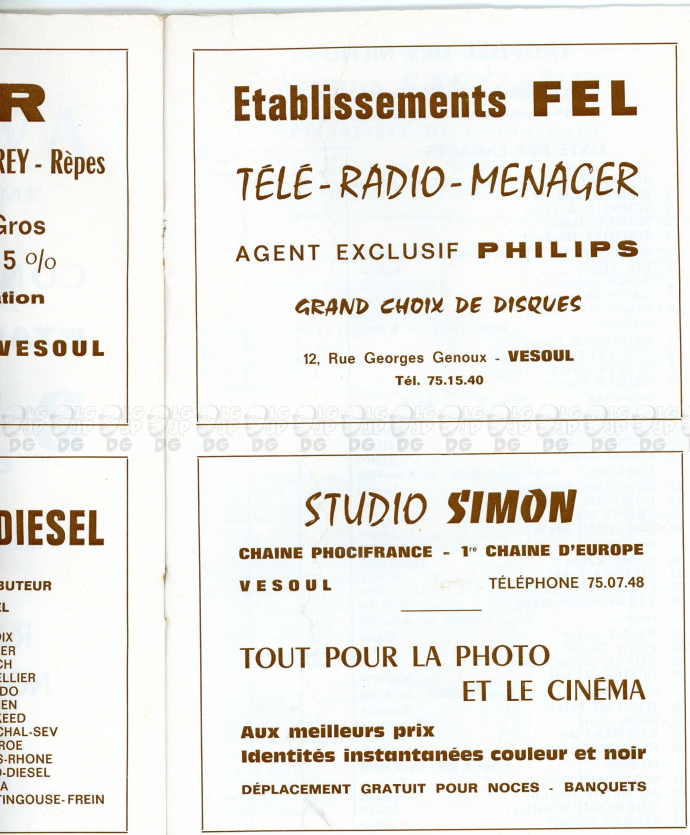 R
REY - Rèpes
Gros
5 o/o
VESOUL
Etablissements FEL
TÉLÉ - RADIO - MENAGER
AGENT EXCLUSIF PHILIPS
GRAND CHOIX DE DISQUES
12, Rue Georges Genoux - VESOUL
Tél. 75.15.40
DIESEL
BUTEUR
EL
OIX
ER
CH
ELLIER
DO
SEN
KEED
CHAL-SEV
ROE
S-RHONE
O-DIESEL
A
TINGOUSE-FREIN
STUDIO SIMON
CHAINE PHOCIFRANCE - 1re CHAINE D'EUROPE
VESOUL TÉLÉPHONE 75.07.48
TOUT POUR LA PHOTO
ET LE CINÉMA
Aux meilleurs prix
Identités instantanées couleur et noir
DÉPLACEMENT GRATUIT POUR NOCES - BANQUETS